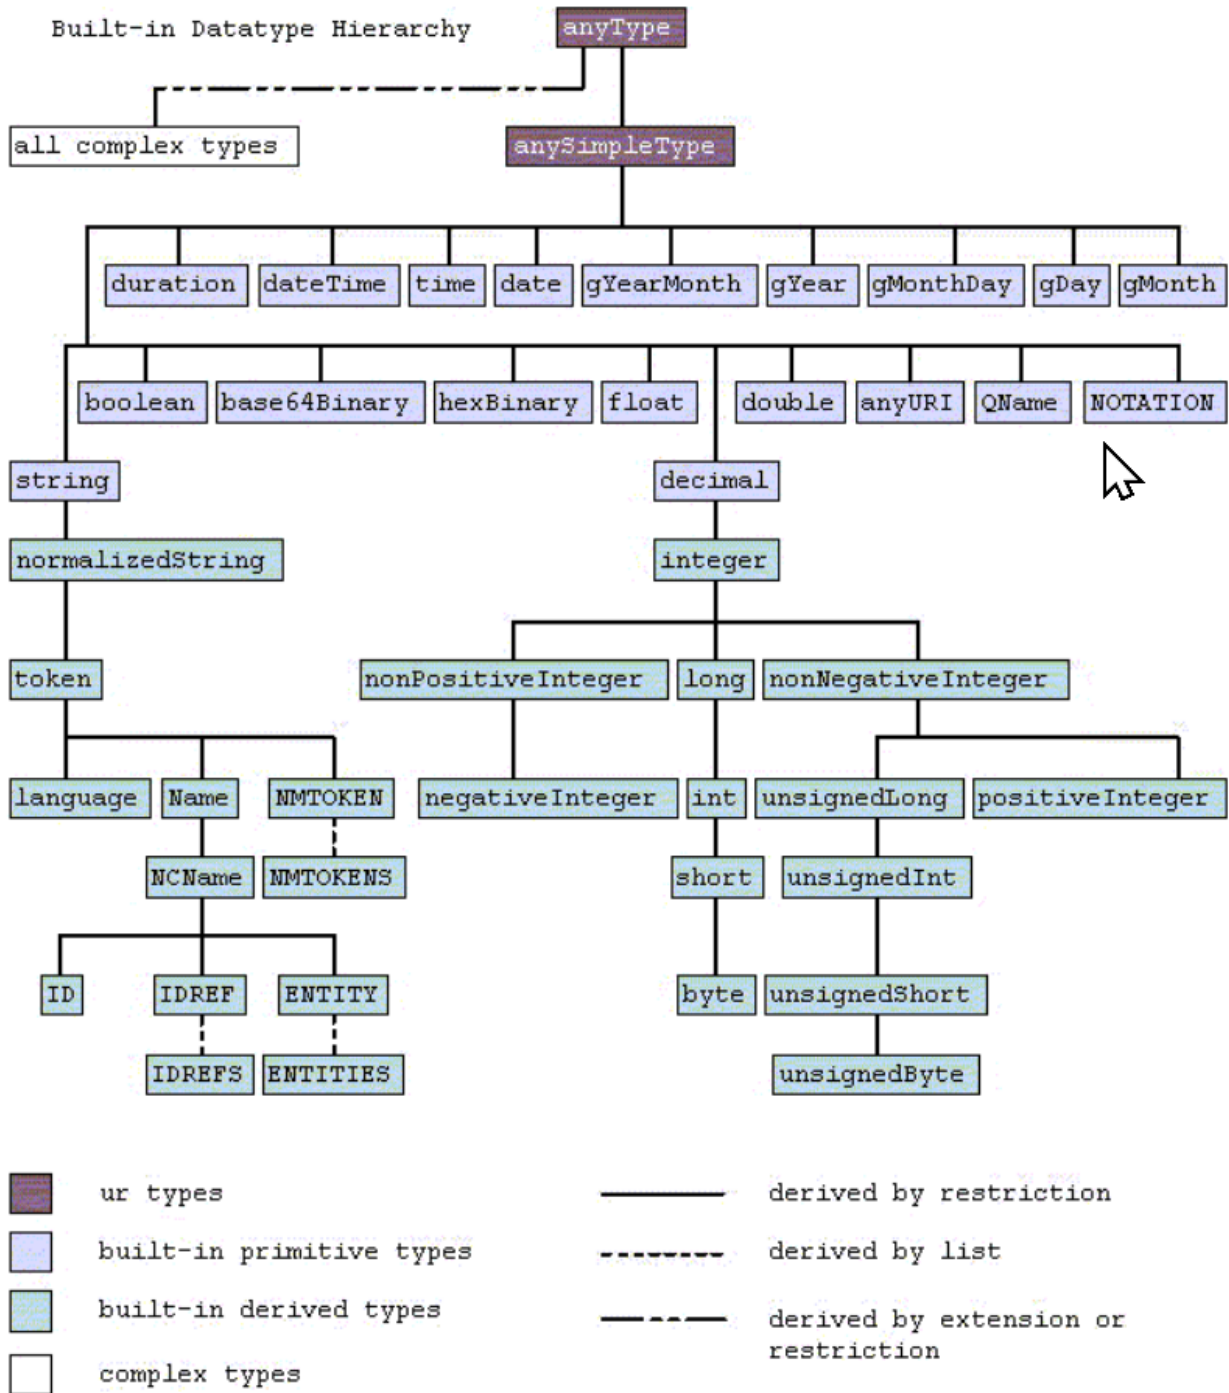 Built-in Datatype Hierarchy
anyType
all complex types
anySimpleType
duration dateTime time date gYearMonth gYear gMonthDay gDay gMonth
boolean base64Binary hexBinary float double anyURI QName NOTATION
string decimal
normalizedString integer
token nonPositiveInteger long nonNegativeInteger
language Name NMTOKEN negativeInteger int unsignedLong positiveInteger
NCName NMTOKENS short unsignedInt
ID IDREF ENTITY byte unsignedShort
IDREFS ENTITIES unsignedByte
ur types
built-in primitive types
built-in derived types
complex types
derived by restriction
derived by list
derived by extension or
restriction